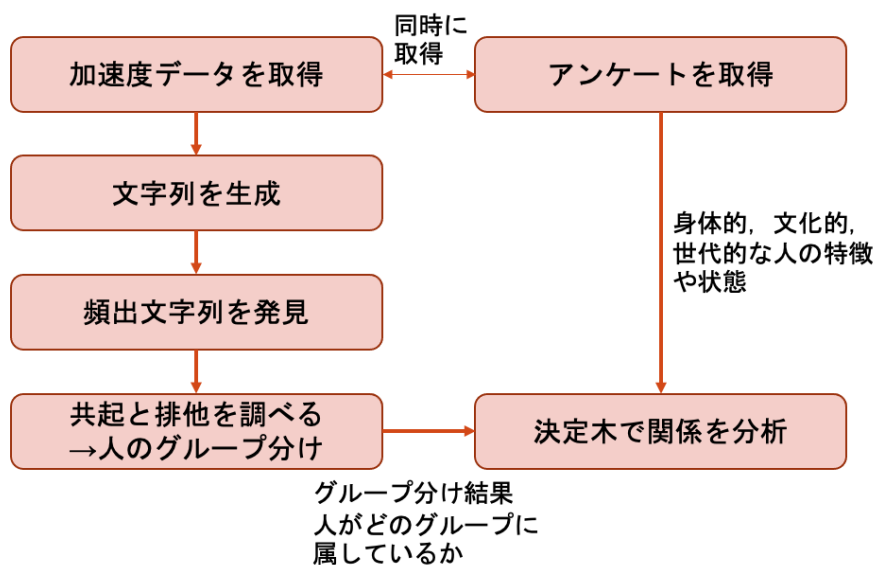 同時に
取得
加速度データを取得
アンケートを取得
文字列を生成
身体的，文化的，
世代的な人の特徴
や状態
頻出文字列を発見
共起と排他を調べる
→人のグループ分け
決定木で関係を分析
グループ分け結果
人がどのグループに
属しているか